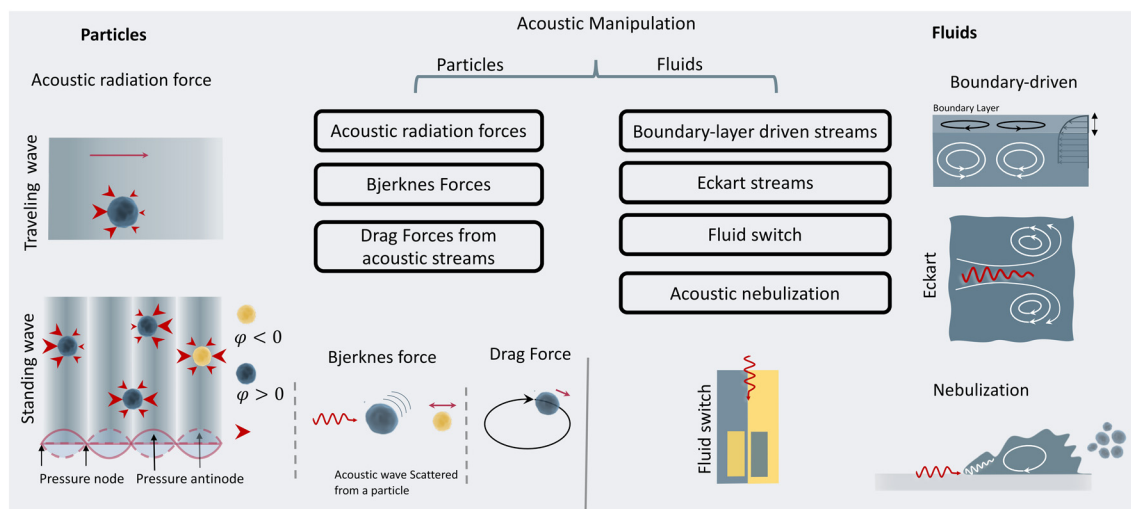 Acoustic Manipulation
Particles
Fluids
Particles
Acoustic radiation force
Traveling wave
Standing wave
φ < 0
φ > 0
Pressure node
Pressure antinode
Acoustic radiation forces
Bjerknes Forces
Drag Forces from
acoustic streams
Boundary-layer driven streams
Eckart streams
Fluid switch
Acoustic nebulization
Bjerknes force
Acoustic wave Scattered
from a particle
Drag Force
Fluid switch
Fluids
Boundary-driven
Boundary Layer
Eckart
Nebulization